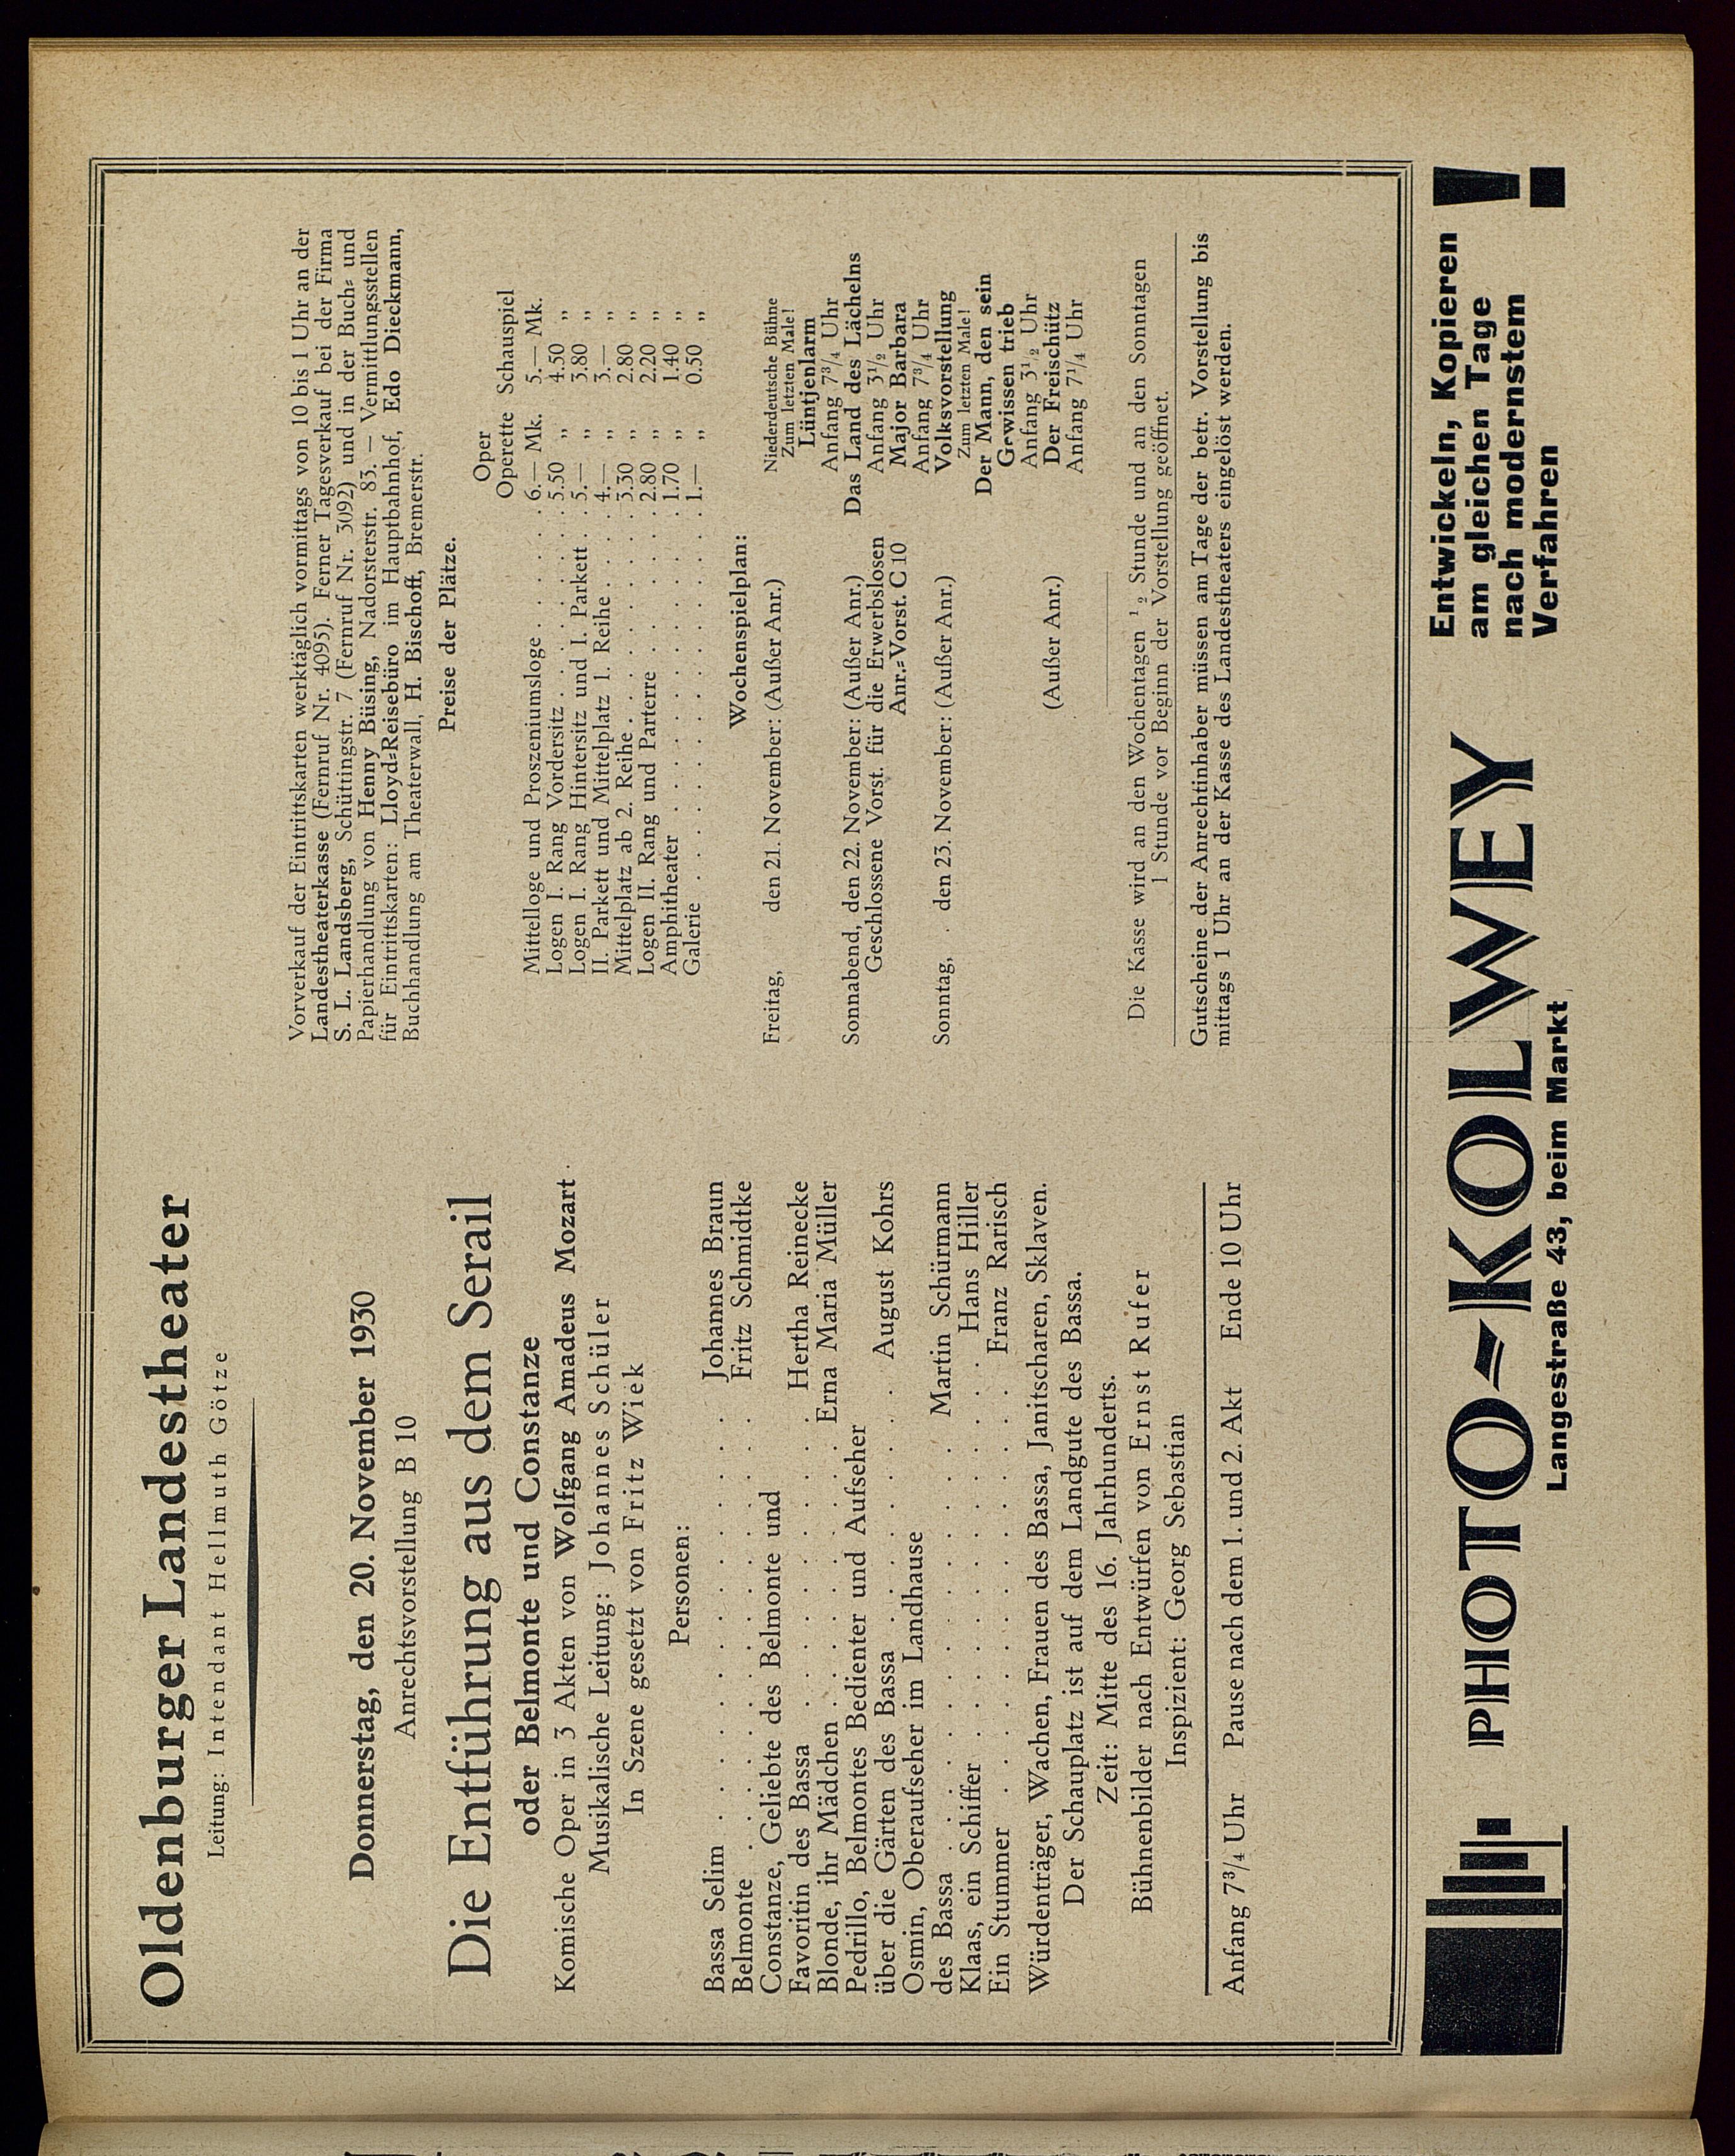 Oldenburger Landestheater
Leitung: Intendant Hellmuth Götze
Donnerstag, den 20. November 1930
Anrechtsvorstellung B 10
Die Entführung aus dem Serail
oder Belmonte und Constanze
Komische Oper in 3 Akten von Wolfgang Amadeus Mozart
Musikalische Leitung: Johannes Schüler
In Szene gesetzt von Fritz Wiek
Personen:
Bassa Selim . . . . . . . . . . . . Johannes Braun
Belmonte . . . . . . . . . . . . Fritz Schmidtke
Constanze, Geliebte des Belmonte und
Favoritin des Bassa . . . . . . . . . Hertha Reinecke
Blonde, ihr Mädchen . . . . . . . . . Erna Maria Müller
Pedrillo, Belmontes Bedienter und Aufseher
über die Gärten des Bassa . . . . . . . August Kohrs
Osmin, Oberaufseher im Landhause
des Bassa . . . . . . . . . . . . Martin Schürmann
Klaas, ein Schiffer . . . . . . . . . . Hans Hiller
Ein Stummer . . . . . . . . . . . Franz Rarisch
Würdenträger, Wachen, Frauen des Bassa, Janitscharen, Sklaven.
Der Schauplatz ist auf dem Landgute des Bassa.
Zeit: Mitte des 16. Jahrhunderts.
Bühnenbilder nach Entwürfen von Ernst Rufer
Inspizient: Georg Sebastian
Anfang 7³/₄ Uhr Pause nach dem 1. und 2. Akt Ende 10 Uhr
Vorverkauf der Eintrittskarten werktäglich vormittags von 10 bis 1 Uhr an der
Landestheaterkasse (Fernruf Nr. 4095). Ferner Tagesverkauf bei der Firma
S. L. Landsberg, Schüttingstr. 7 (Fernruf Nr. 3092) und in der Buch- und
Papierhandlung von Henny Büsing, Nadorsterstr. 83. — Vermittlungsstellen
für Eintrittskarten: Lloyd-Reisebüro im Hauptbahnhof, Edo Dieckmann,
Buchhandlung am Theaterwall, H. Bischoff, Bremerstr.
Preise der Plätze.
Oper
Operette Schauspiel
Mittelloge und Proszeniumsloge . . . . . . 6.— Mk. 5.— Mk.
Logen I. Rang Vordersitz . . . . . . . . 5.50 „ 4.50 „
Logen I. Rang Hintersitz und I. Parkett . . 5.— „ 3.80 „
II. Parkett und Mittelplatz 1. Reihe . . . . 4.— „ 3.— „
Mittelplatz ab 2. Reihe . . . . . . . . . 3.30 „ 2.80 „
Logen II. Rang und Parterre . . . . . . 2.80 „ 2.20 „
Amphitheater . . . . . . . . . . . . 1.70 „ 1.40 „
Galerie . . . . . . . . . . . . . . 1.— „ 0.50 „
Wochenspielplan:
Freitag, den 21. November: (Außer Anr.) Niederdeutsche Bühne
Zum letzten Male!
Lüntjenlarm
Anfang 7³/₄ Uhr
Sonnabend, den 22. November: (Außer Anr.) Das Land des Lächelns
Geschlossene Vorst. für die Erwerbslosen Anfang 3¹/₂ Uhr
Anr.-Vorst. C 10 Major Barbara
Anfang 7³/₄ Uhr
Sonntag, den 23. November: (Außer Anr.) Volksvorstellung
Zum letzten Male!
Der Mann, den sein
Gewissen trieb
Anfang 3¹/₂ Uhr
(Außer Anr.) Der Freischütz
Anfang 7¹/₄ Uhr
Die Kasse wird an den Wochentagen ¹/₂ Stunde und an den Sonntagen
1 Stunde vor Beginn der Vorstellung geöffnet.
Gutscheine der Anrechtinhaber müssen am Tage der betr. Vorstellung bis
mittags 1 Uhr an der Kasse des Landestheaters eingelöst werden.
PHOTO-KOLWEY
Langestraße 43, beim Markt
Entwickeln, Kopieren
am gleichen Tage
nach modernstem
Verfahren !